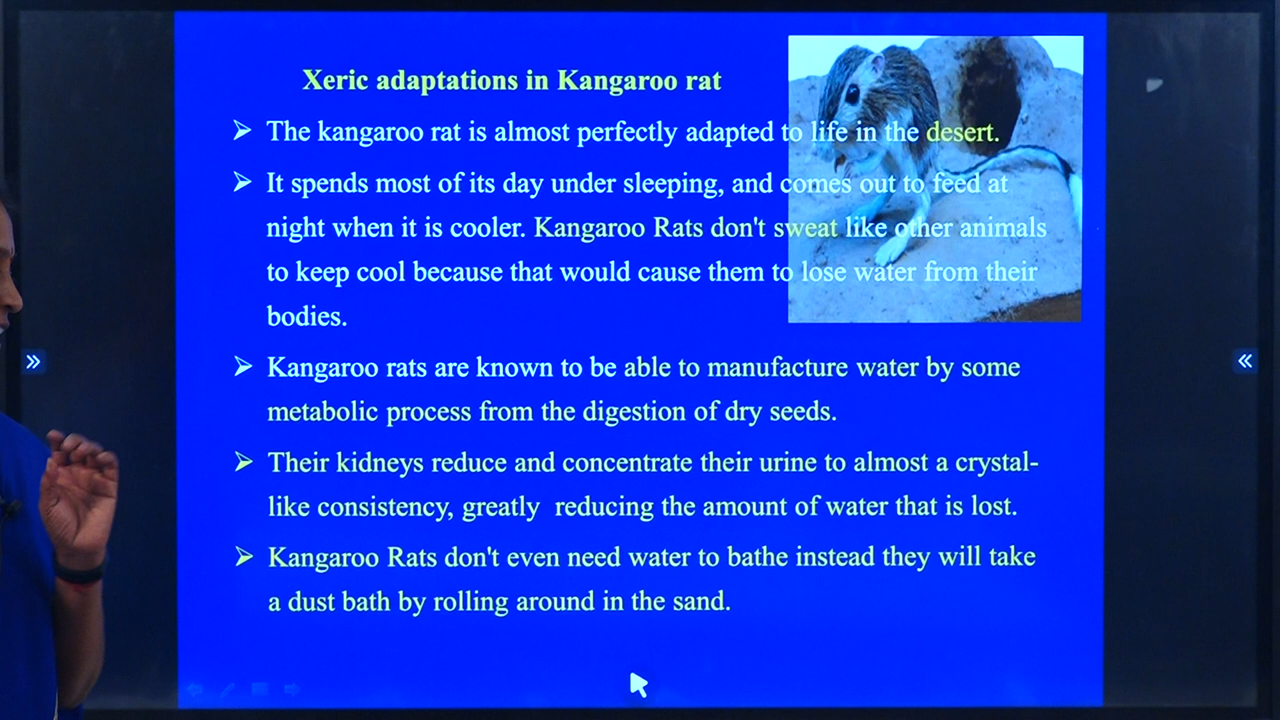 Xeric adaptations in Kangaroo rat
➢ The kangaroo rat is almost perfectly adapted to life in the desert.
➢ It spends most of its day under sleeping, and comes out to feed at
night when it is cooler. Kangaroo Rats don't sweat like other animals
to keep cool because that would cause them to lose water from their
bodies.
➢ Kangaroo rats are known to be able to manufacture water by some
metabolic process from the digestion of dry seeds.
➢ Their kidneys reduce and concentrate their urine to almost a crystal-
like consistency, greatly reducing the amount of water that is lost.
➢ Kangaroo Rats don't even need water to bathe instead they will take
a dust bath by rolling around in the sand.